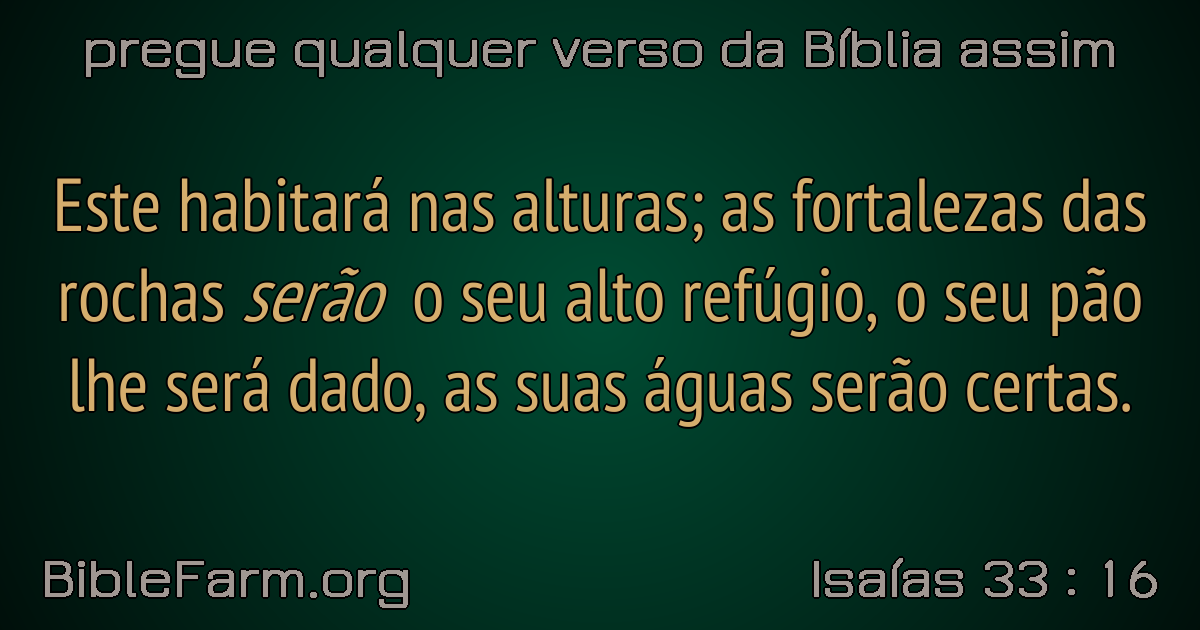 pregue qualquer verso da Bíblia assim
Este habitará nas alturas; as fortalezas das
rochas serão o seu alto refúgio, o seu pão
lhe será dado, as suas águas serão certas.
BibleFarm.org
Isaías 33 : 16